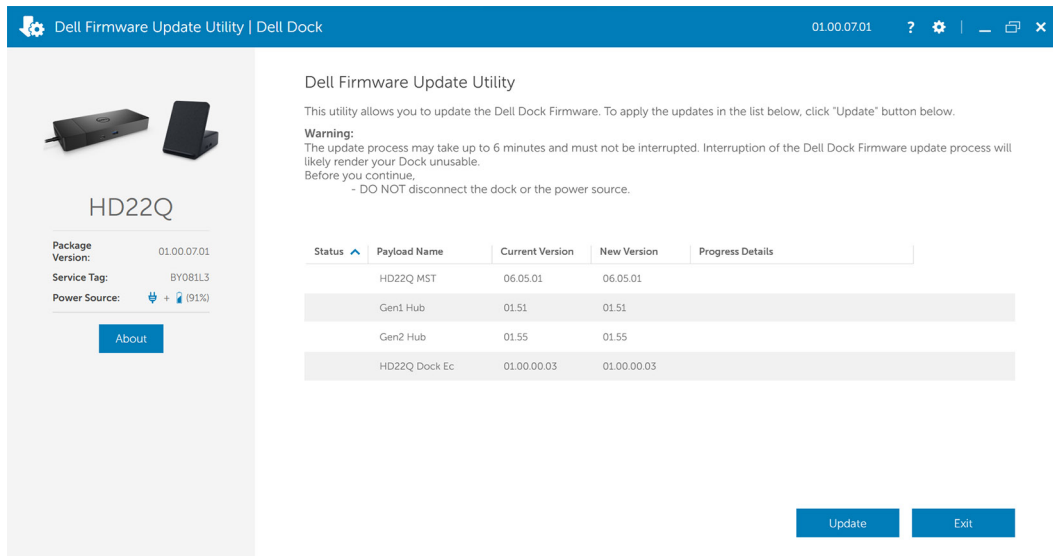 Dell Firmware Update Utility | Dell Dock
01.00.07.01
?
HD22Q
Package Version: 01.00.07.01
Service Tag: BY081L3
Power Source: + (91%)
About
Dell Firmware Update Utility
This utility allows you to update the Dell Dock Firmware. To apply the updates in the list below, click "Update" button below.
Warning:
The update process may take up to 6 minutes and must not be interrupted. Interruption of the Dell Dock Firmware update process will
likely render your Dock unusable.
Before you continue,
- DO NOT disconnect the dock or the power source.
Status Payload Name Current Version New Version Progress Details
HD22Q MST 06.05.01 06.05.01
Gen1 Hub 01.51 01.51
Gen2 Hub 01.55 01.55
HD22Q Dock Ec 01.00.00.03 01.00.00.03
Update Exit